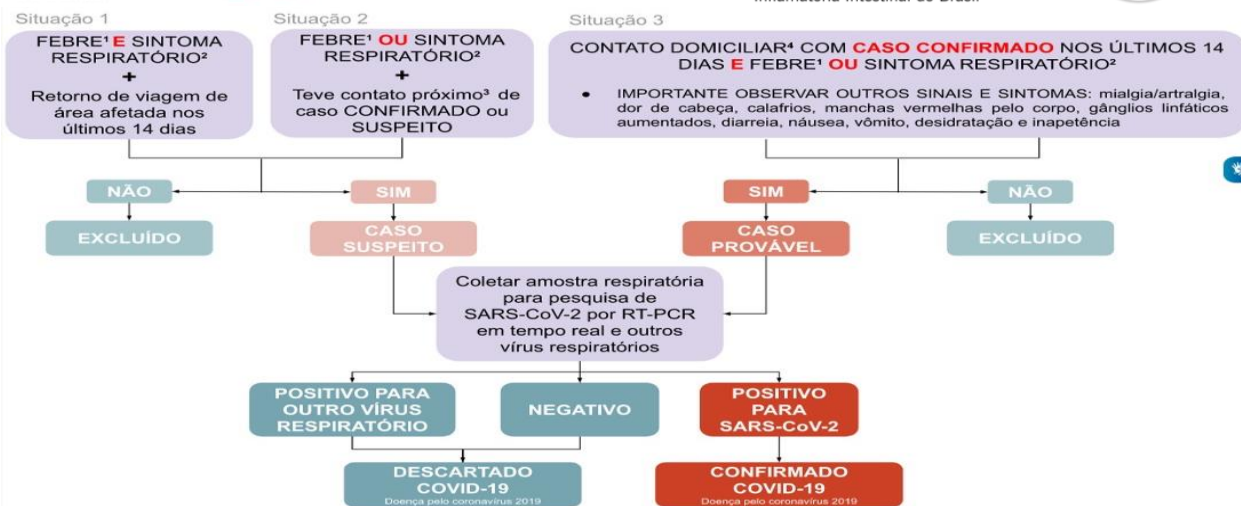 Inflamatória Intestinal do Brasil
Situação 1
FEBRE¹ E SINTOMA
RESPIRATÓRIO²
+
Retorno de viagem de
área afetada nos
últimos 14 dias
Situação 2
FEBRE¹ OU SINTOMA
RESPIRATÓRIO²
+
Teve contato próximo³ de
caso CONFIRMADO ou
SUSPEITO
Situação 3
CONTATO DOMICILIAR⁴ COM CASO CONFIRMADO NOS ÚLTIMOS 14
DIAS E FEBRE¹ OU SINTOMA RESPIRATÓRIO²
• IMPORTANTE OBSERVAR OUTROS SINAIS E SINTOMAS: mialgia/artralgia,
dor de cabeça, calafrios, manchas vermelhas pelo corpo, gânglios linfáticos
aumentados, diarreia, náusea, vômito, desidratação e inapetência
NÃO
SIM
SIM
NÃO
EXCLUÍDO
CASO
SUSPEITO
CASO
PROVÁVEL
EXCLUÍDO
Coletar amostra respiratória
para pesquisa de
SARS-CoV-2 por RT-PCR
em tempo real e outros
vírus respiratórios
POSITIVO PARA
OUTRO VÍRUS
RESPIRATÓRIO
NEGATIVO
POSITIVO
PARA
SARS-CoV-2
DESCARTADO
COVID-19
Doença pelo coronavírus 2019
CONFIRMADO
COVID-19
Doença pelo coronavírus 2019